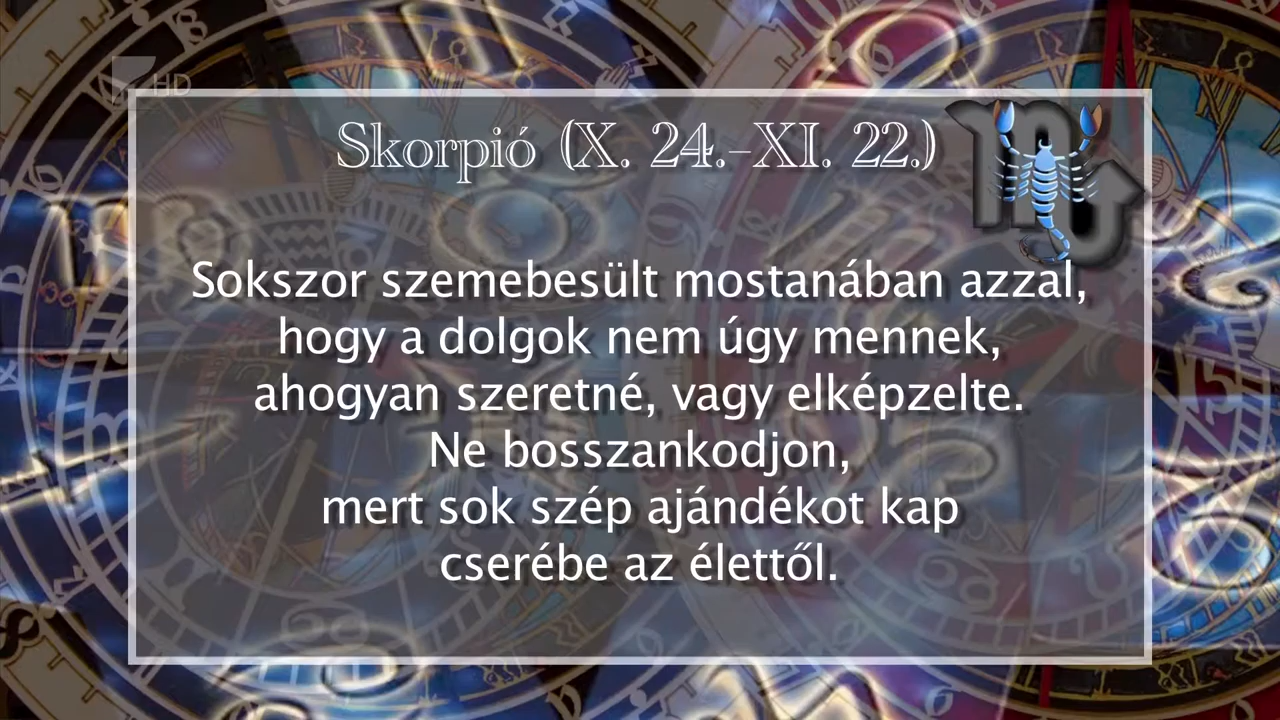 HD
Skorpió (X. 24.-XI. 22.)
Sokszor szemebesült mostanában azzal,
hogy a dolgok nem úgy mennek,
ahogyan szeretné, vagy elképzelte.
Ne bosszankodjon,
mert sok szép ajándékot kap
cserébe az élettől.